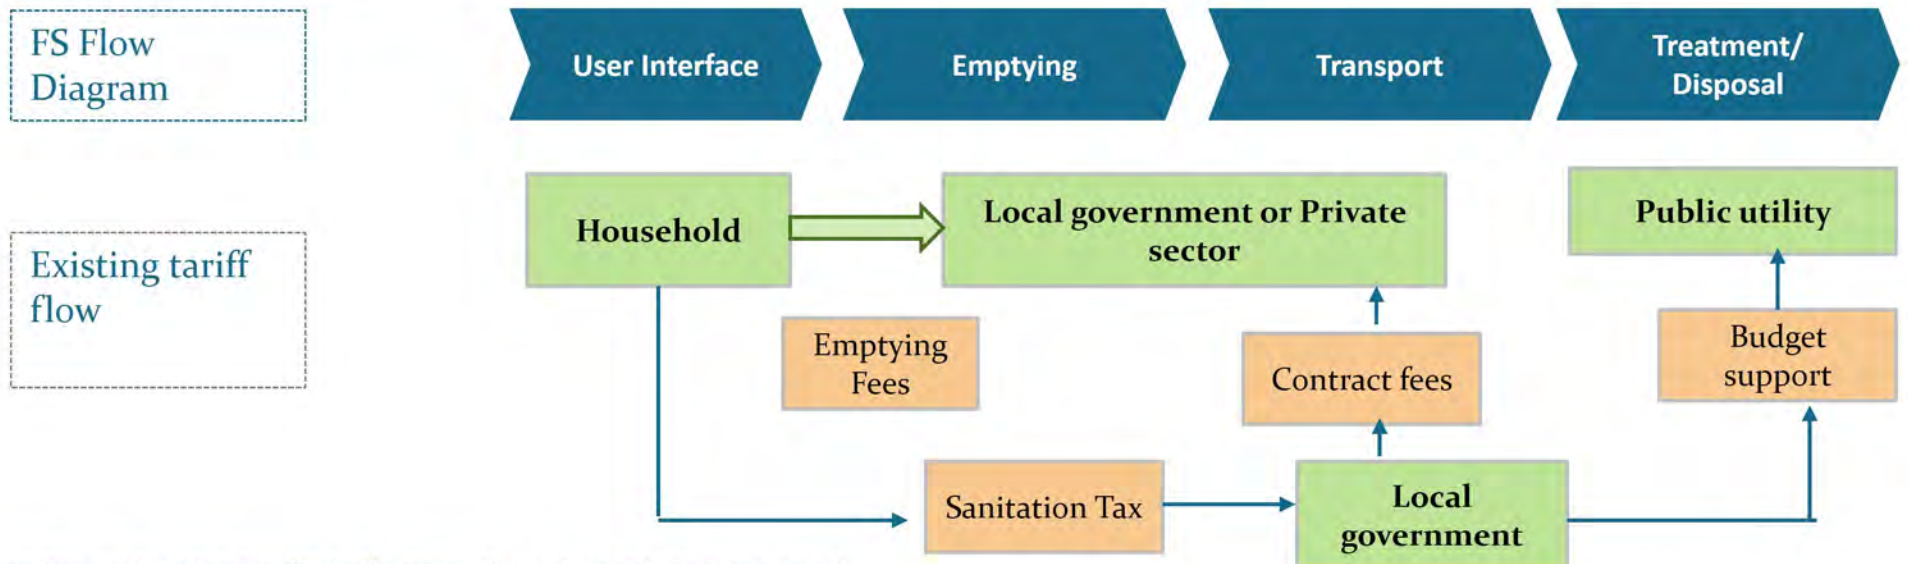 FS Flow
Diagram
User Interface
Emptying
Transport
Treatment/
Disposal
Existing tariff
flow
Household
Local government or Private
sector
Public utility
Emptying
Fees
Contract fees
Budget
support
Sanitation Tax
Local
government